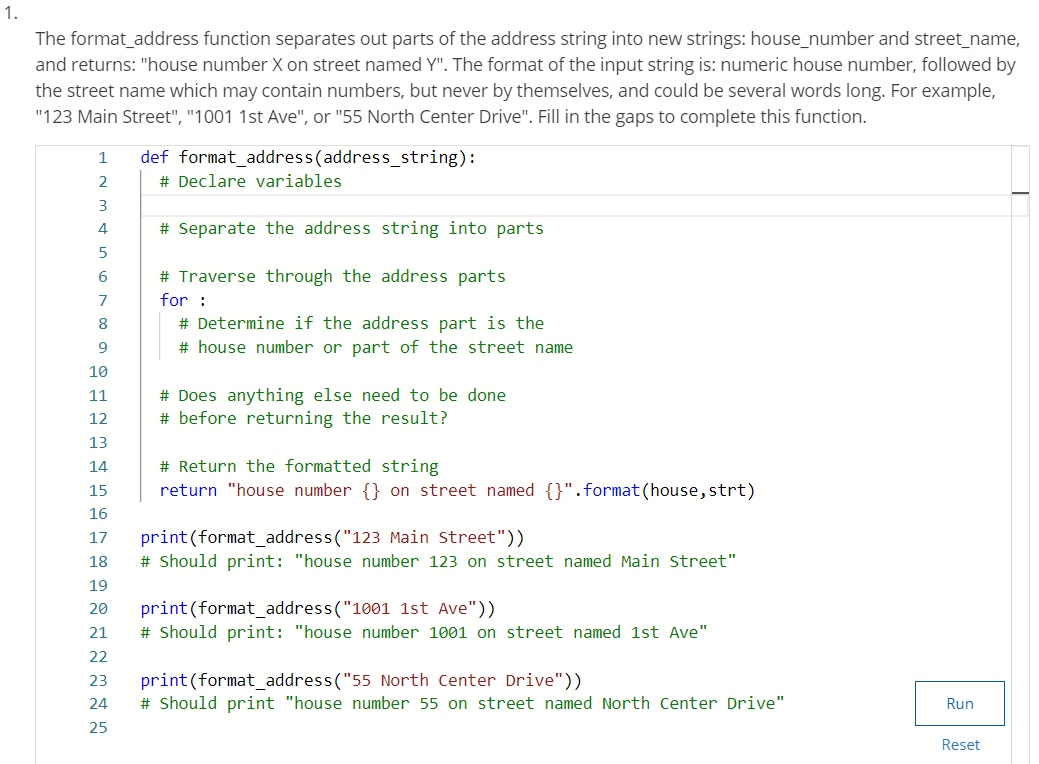 1.
The format_address function separates out parts of the address string into new strings: house_number and street_name,
and returns: "house number X on street named Y". The format of the input string is: numeric house number, followed by
the street name which may contain numbers, but never by themselves, and could be several words long. For example,
"123 Main Street", "1001 1st Ave", or "55 North Center Drive". Fill in the gaps to complete this function.
1 def format_address(address_string):
2   # Declare variables
3
4   # Separate the address string into parts
5
6   # Traverse through the address parts
7   for :
8     # Determine if the address part is the
9     # house number or part of the street name
10
11   # Does anything else need to be done
12   # before returning the result?
13
14   # Return the formatted string
15   return "house number {} on street named {}".format(house,strt)
16
17 print(format_address("123 Main Street"))
18 # Should print: "house number 123 on street named Main Street"
19
20 print(format_address("1001 1st Ave"))
21 # Should print: "house number 1001 on street named 1st Ave"
22
23 print(format_address("55 North Center Drive"))
24 # Should print "house number 55 on street named North Center Drive"
25
Run
Reset